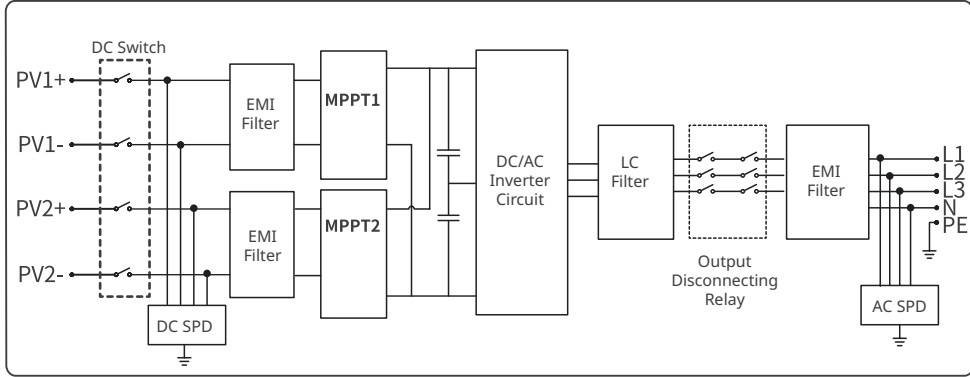 DC Switch
PV1+
PV1-
PV2+
PV2-
EMI
Filter
EMI
Filter
MPPT1
MPPT2
DC SPD
DC/AC
Inverter
Circuit
LC
Filter
Output
Disconnecting
Relay
EMI
Filter
L1
L2
L3
N
PE
AC SPD